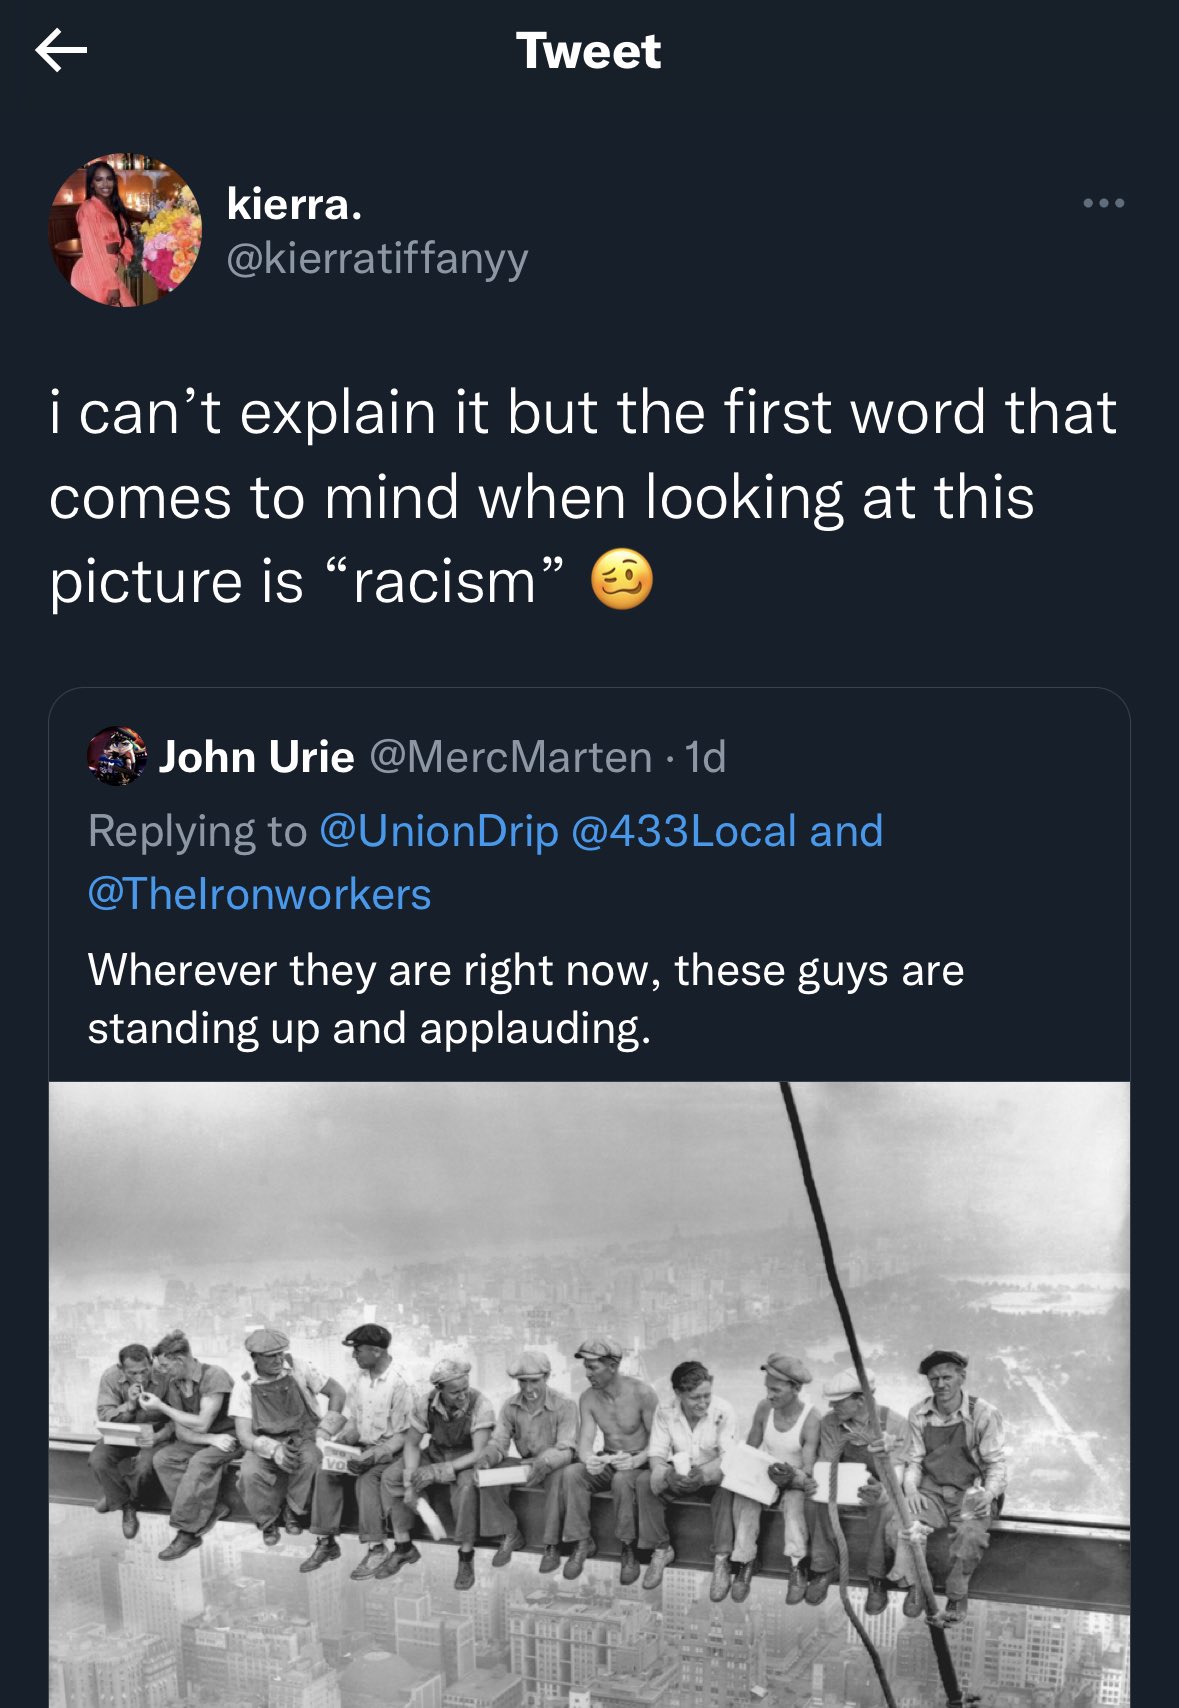 Tweet
kierra.
@kierratiffanyy
i can’t explain it but the first word that
comes to mind when looking at this
picture is “racism” 🥴
John Urie @MercMarten · 1d
Replying to @UnionDrip @433Local and
@TheIronworkers
Wherever they are right now, these guys are
standing up and applauding.
VO